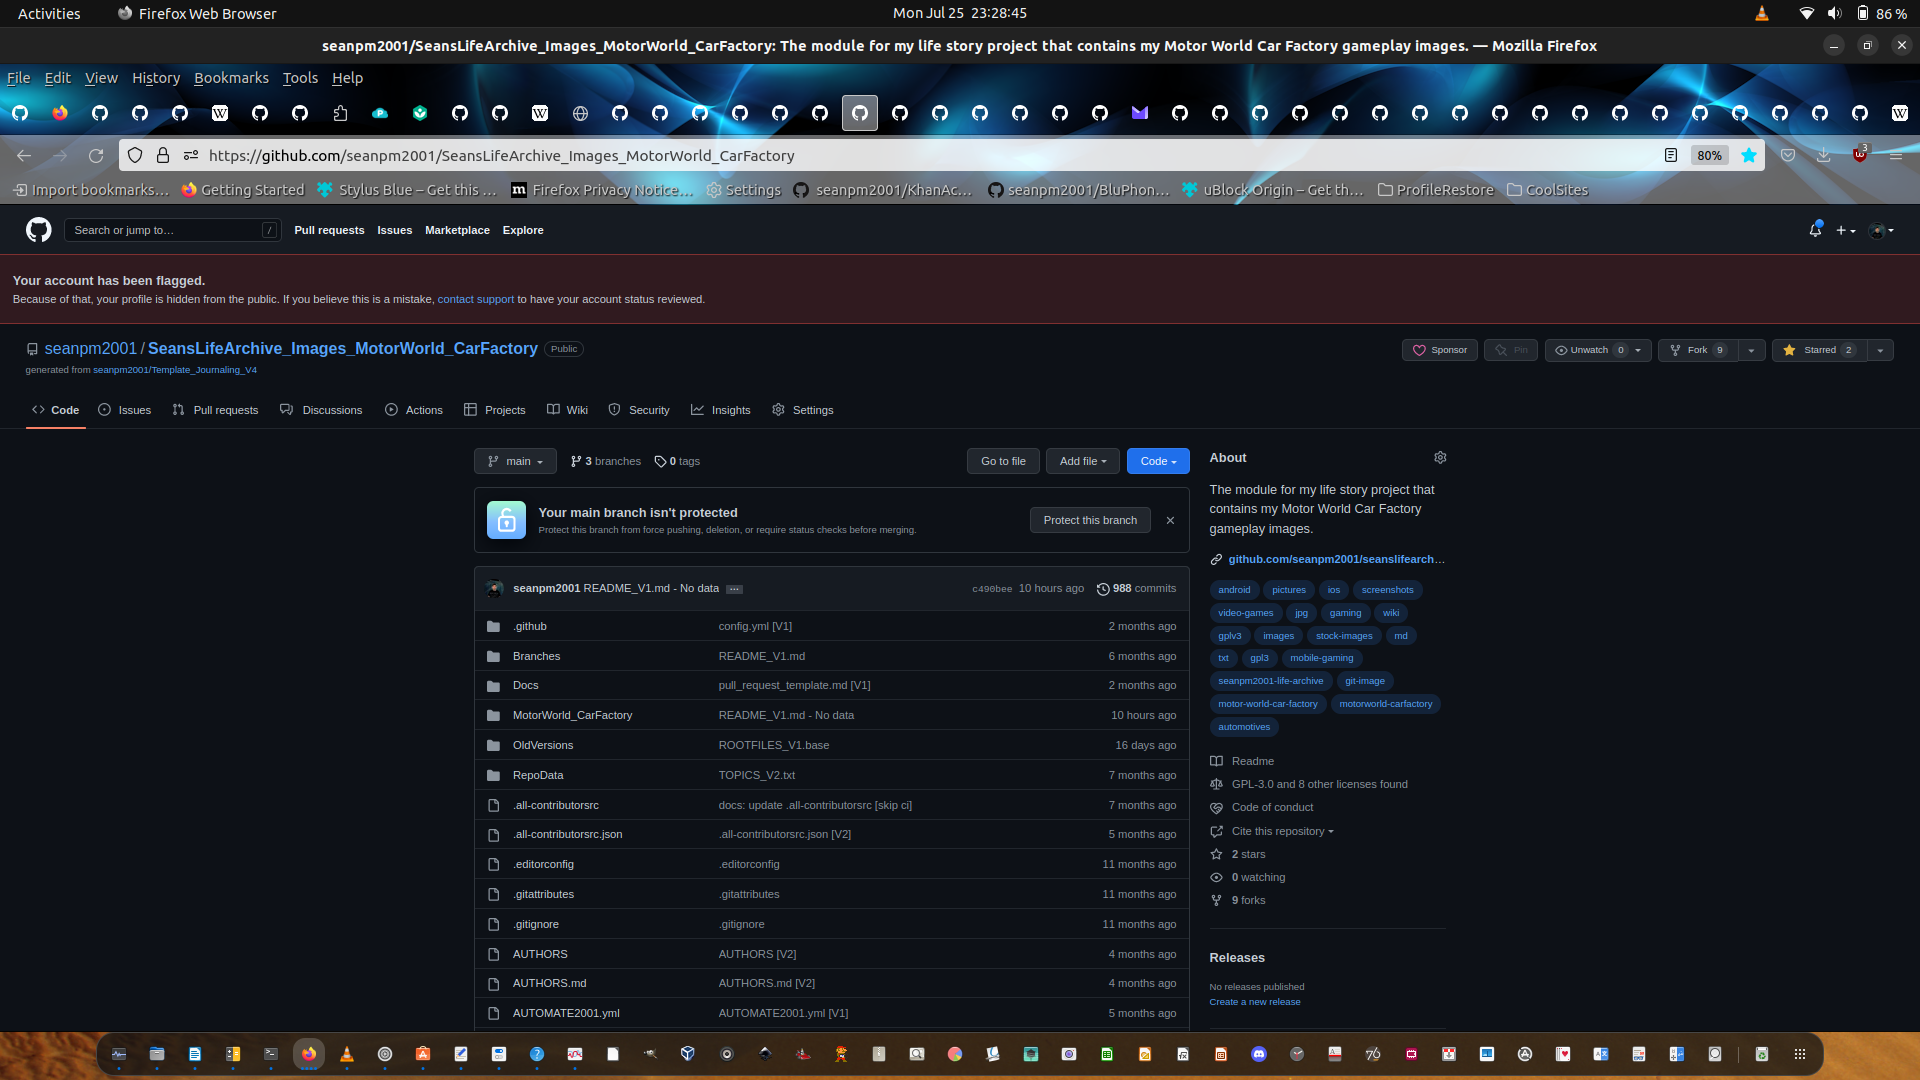 Activities
Firefox Web Browser
Mon Jul 25 23:28:45
86 %
seanpm2001/SeansLifeArchive_Images_MotorWorld_CarFactory: The module for my life story project that contains my Motor World Car Factory gameplay images. — Mozilla Firefox
File Edit View History Bookmarks Tools Help
https://github.com/seanpm2001/SeansLifeArchive_Images_MotorWorld_CarFactory
80%
3
Import bookmarks… Getting Started Stylus Blue – Get this … Firefox Privacy Notice… Settings seanpm2001/KhanAc… seanpm2001/BluPhon… uBlock Origin – Get th… ProfileRestore CoolSites
Search or jump to… /
Pull requests Issues Marketplace Explore
Your account has been flagged.
Because of that, your profile is hidden from the public. If you believe this is a mistake, contact support to have your account status reviewed.
seanpm2001 / SeansLifeArchive_Images_MotorWorld_CarFactory Public
Sponsor Pin Unwatch 0 Fork 9 Starred 2
generated from seanpm2001/Template_Journaling_V4
Code Issues Pull requests Discussions Actions Projects Wiki Security Insights Settings
main 3 branches 0 tags Go to file Add file Code
Your main branch isn't protected
Protect this branch from force pushing, deletion, or require status checks before merging.
Protect this branch
seanpm2001 README_V1.md - No data … c490bee 10 hours ago 988 commits
.github config.yml [V1] 2 months ago
Branches README_V1.md 6 months ago
Docs pull_request_template.md [V1] 2 months ago
MotorWorld_CarFactory README_V1.md - No data 10 hours ago
OldVersions ROOTFILES_V1.base 16 days ago
RepoData TOPICS_V2.txt 7 months ago
.all-contributorsrc docs: update .all-contributorsrc [skip ci] 7 months ago
.all-contributorsrc.json .all-contributorsrc.json [V2] 5 months ago
.editorconfig .editorconfig 11 months ago
.gitattributes .gitattributes 11 months ago
.gitignore .gitignore 11 months ago
AUTHORS AUTHORS [V2] 4 months ago
AUTHORS.md AUTHORS.md [V2] 4 months ago
AUTOMATE2001.yml AUTOMATE2001.yml [V1] 5 months ago
About
The module for my life story project that
contains my Motor World Car Factory
gameplay images.
github.com/seanpm2001/seanslifearch…
android pictures ios screenshots
video-games jpg gaming wiki
gplv3 images stock-images md
txt gpl3 mobile-gaming
seanpm2001-life-archive git-image
motor-world-car-factory motorworld-carfactory
automotives
Readme
GPL-3.0 and 8 other licenses found
Code of conduct
Cite this repository
2 stars
0 watching
9 forks
Releases
No releases published
Create a new release